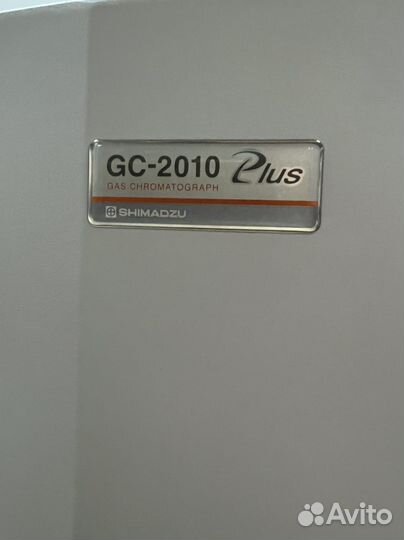 GC-2010 Plus
GAS CHROMATOGRAPH
SHIMADZU
Avito